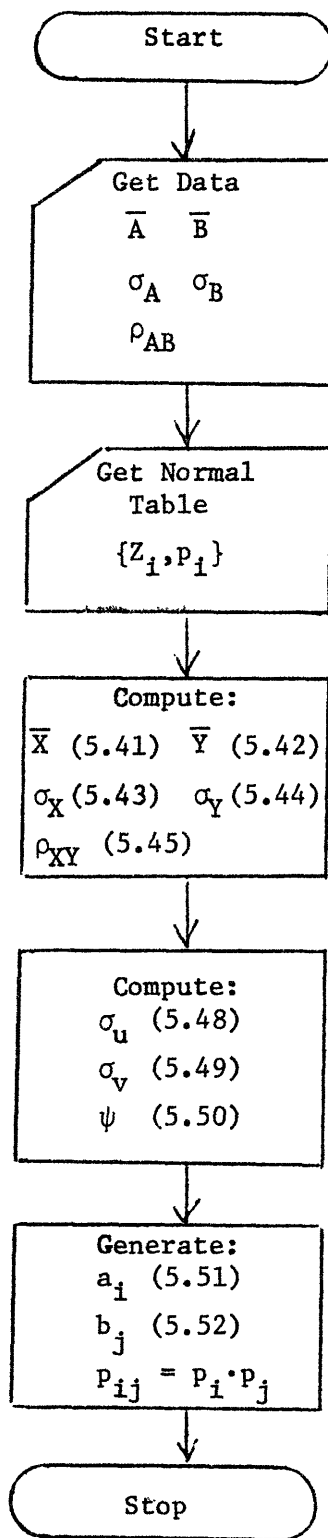 Start
Get Data
A̅ B̅
σ_A σ_B
ρ_AB
Get Normal
Table
{Z_i,p_i}
Compute:
X̅ (5.41) Y̅ (5.42)
σ_X (5.43) σ_Y (5.44)
ρ_XY (5.45)
Compute:
σ_u (5.48)
σ_v (5.49)
ψ (5.50)
Generate:
a_i (5.51)
b_j (5.52)
p_ij = p_i·p_j
Stop